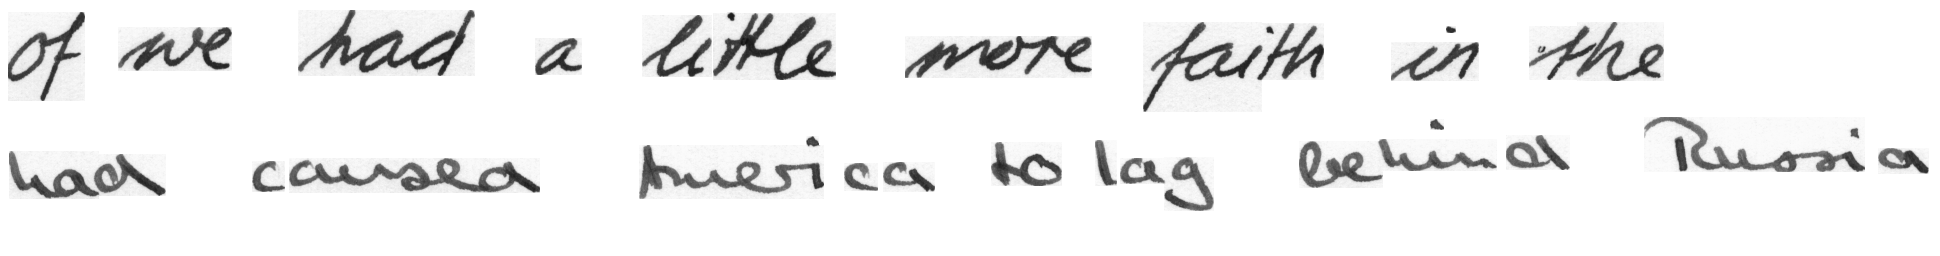 of we had a little more faith in the
had caused America to lag behind Russia